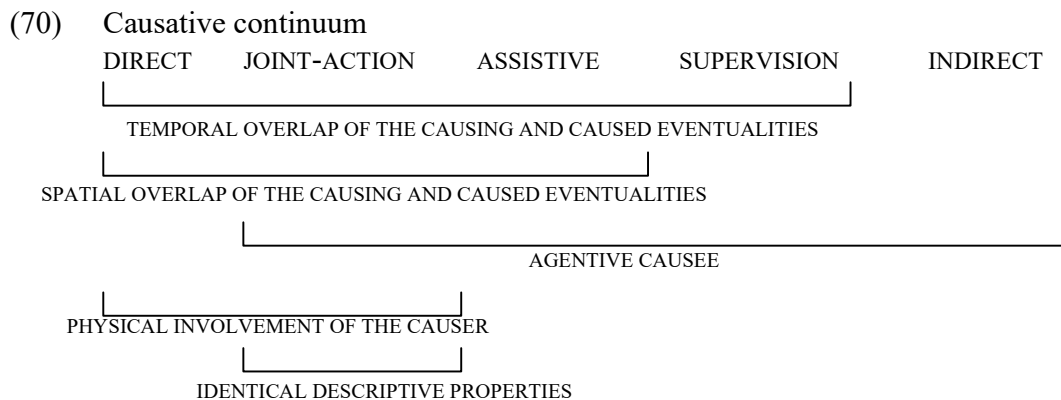 (70) Causative continuum
DIRECT JOINT-ACTION ASSISTIVE SUPERVISION INDIRECT
TEMPORAL OVERLAP OF THE CAUSING AND CAUSED EVENTUALITIES
SPATIAL OVERLAP OF THE CAUSING AND CAUSED EVENTUALITIES
AGENTIVE CAUSEE
PHYSICAL INVOLVEMENT OF THE CAUSER
IDENTICAL DESCRIPTIVE PROPERTIES